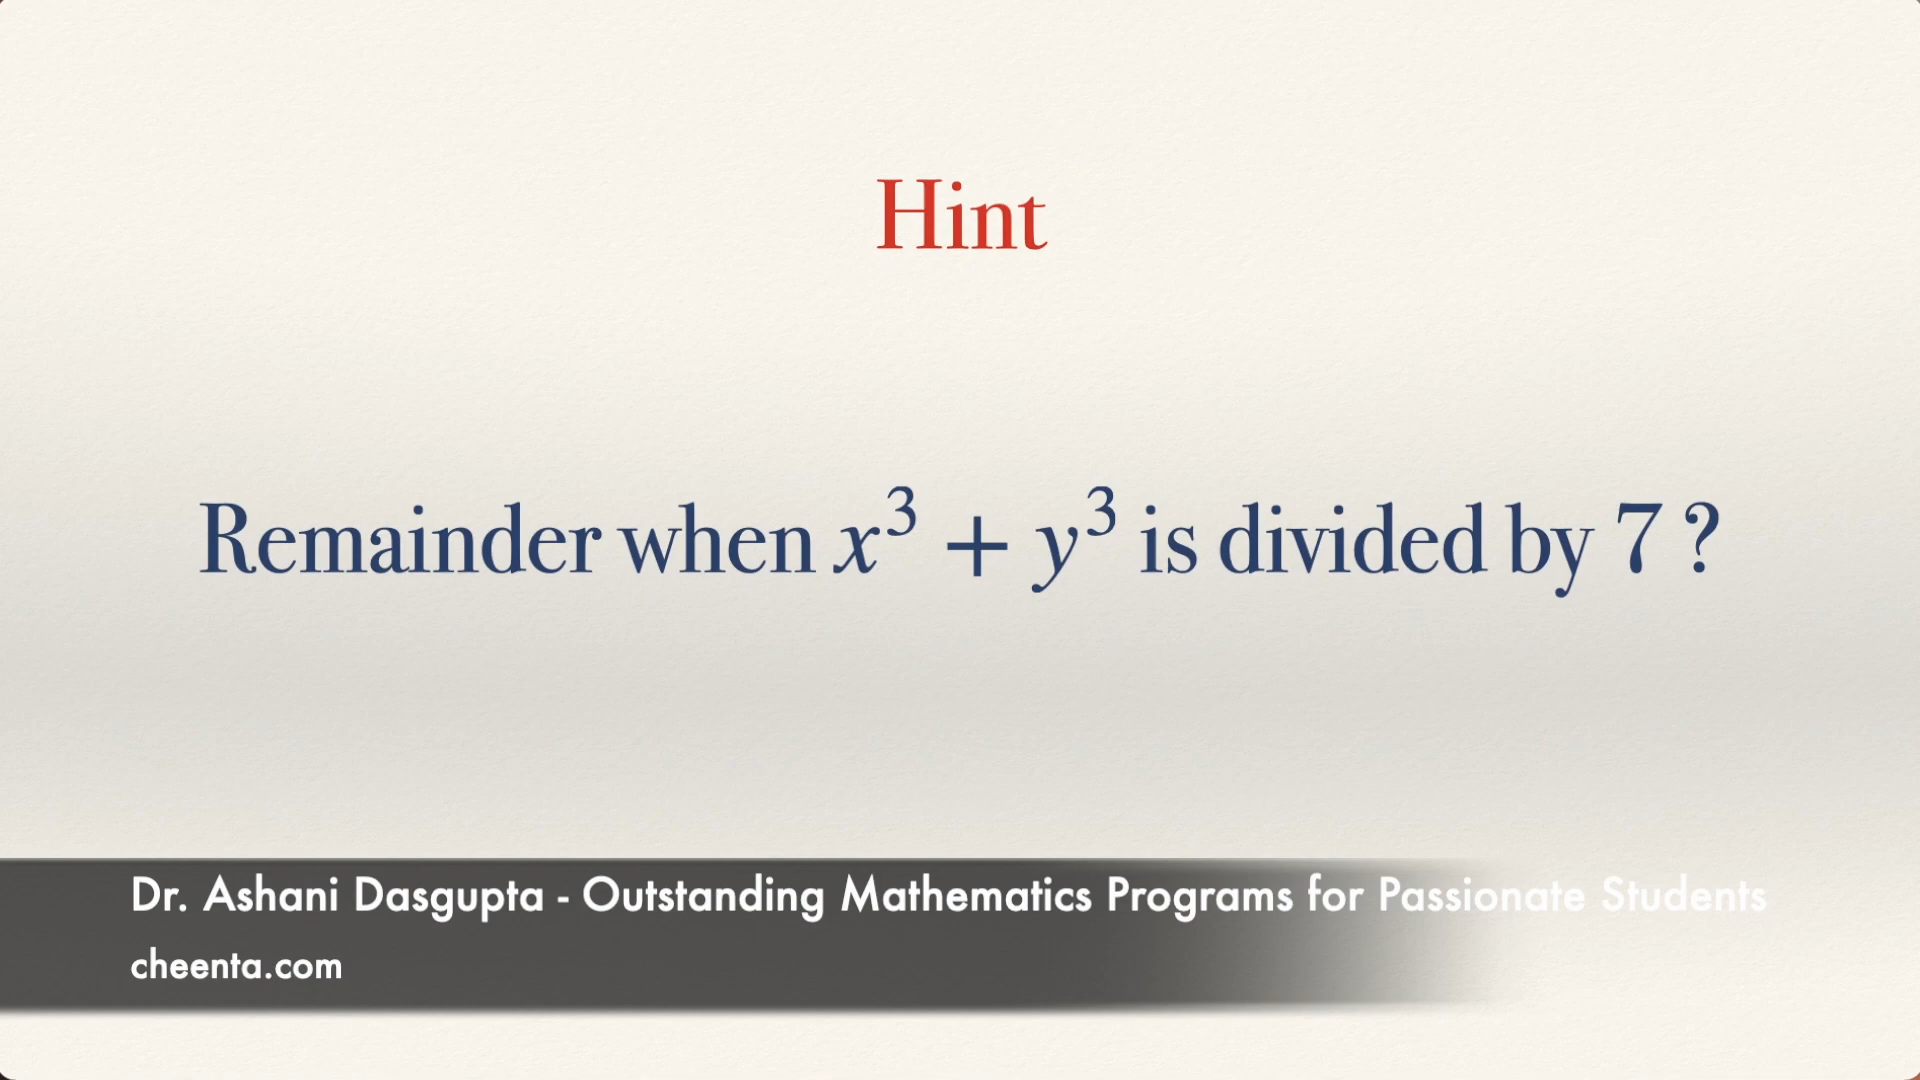 Hint
Remainder when x³ + y³ is divided by 7 ?
Dr. Ashani Dasgupta - Outstanding Mathematics Programs for Passionate Students
cheenta.com